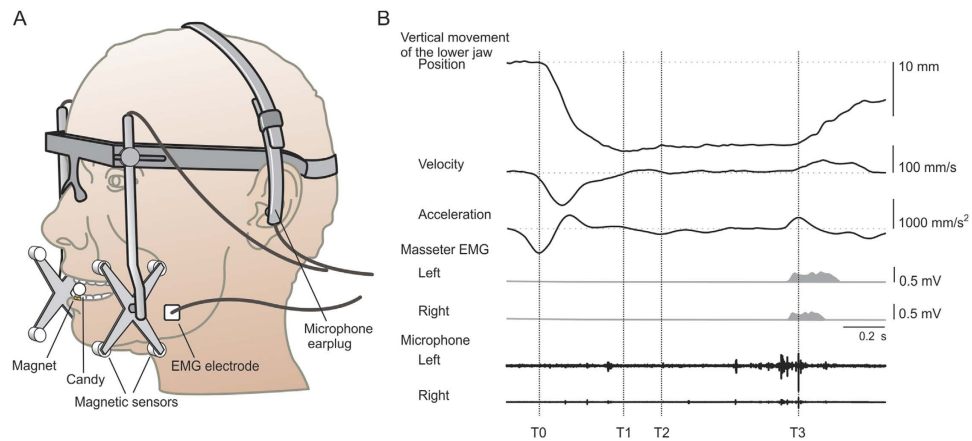 A
Magnet
Candy
Magnetic sensors
EMG electrode
Microphone
earplug
B
Vertical movement
of the lower jaw
Position
10 mm
Velocity
100 mm/s
Acceleration
1000 mm/s²
Masseter EMG
Left
0.5 mV
Right
0.5 mV
0.2 s
Microphone
Left
Right
T0 T1 T2 T3